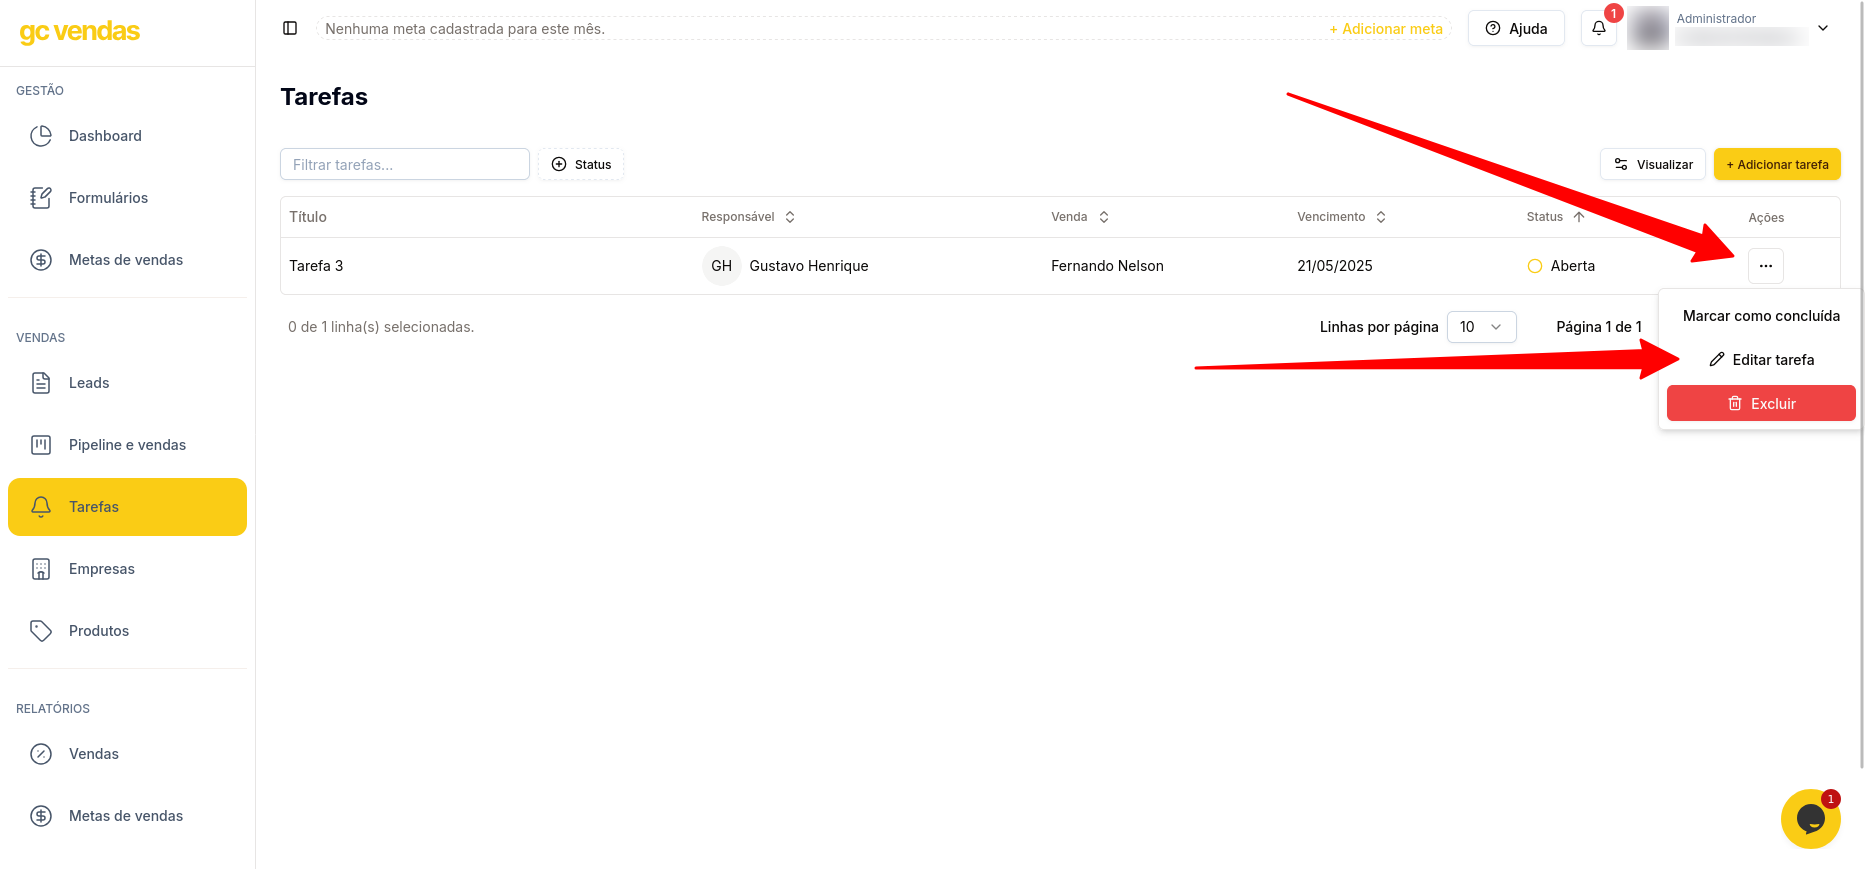 gc vendas
Nenhuma meta cadastrada para este mês.
+ Adicionar meta
Ajuda
1
Administrador
GESTÃO
Dashboard
Formulários
Metas de vendas
VENDAS
Leads
Pipeline e vendas
Tarefas
Empresas
Produtos
RELATÓRIOS
Vendas
Metas de vendas
Tarefas
Filtrar tarefas...
Status
Visualizar
+ Adicionar tarefa
Título Responsável Venda Vencimento Status Ações
Tarefa 3 GH Gustavo Henrique Fernando Nelson 21/05/2025 Aberta
0 de 1 linha(s) selecionadas.
Linhas por página 10 Página 1 de 1
Marcar como concluída
Editar tarefa
Excluir
1